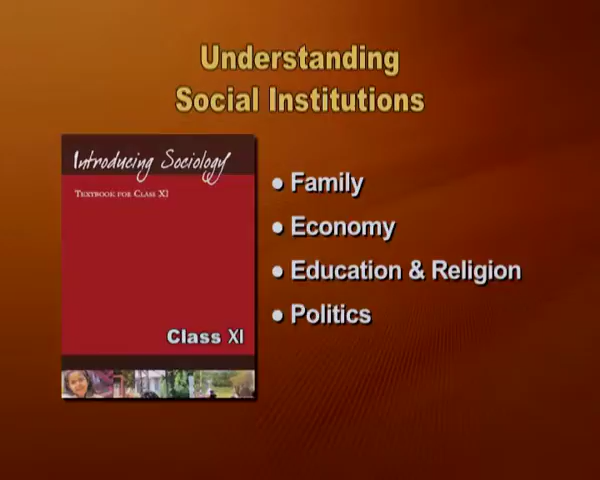 Understanding
Social Institutions
Introducing Sociology
TEXTBOOK FOR CLASS XI
Class XI
● Family
● Economy
● Education & Religion
● Politics